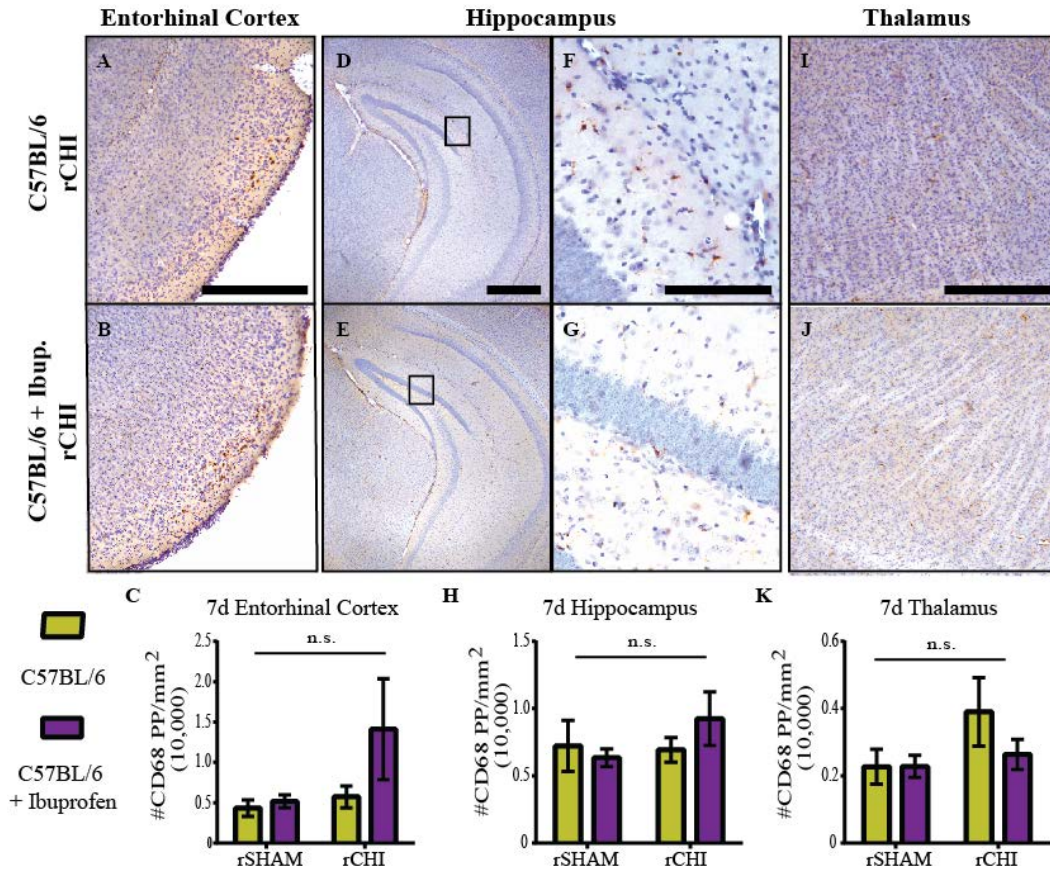 Entorhinal Cortex
Hippocampus
Thalamus
C57BL/6
rCHI
C57BL/6 + Ibup.
rCHI
A
B
D
E
F
G
I
J
C57BL/6
C57BL/6
+ Ibuprofen
C
7d Entorhinal Cortex
n.s.
#CD68 PP/mm2
(10,000)
2.5
2.0
1.5
1.0
0.5
0
rSHAM
rCHI
H
7d Hippocampus
n.s.
#CD68 PP/mm2
(10,000)
1.5
1.0
0.5
0
rSHAM
rCHI
K
7d Thalamus
n.s.
#CD68 PP/mm2
(10,000)
0.6
0.4
0.2
0
rSHAM
rCHI